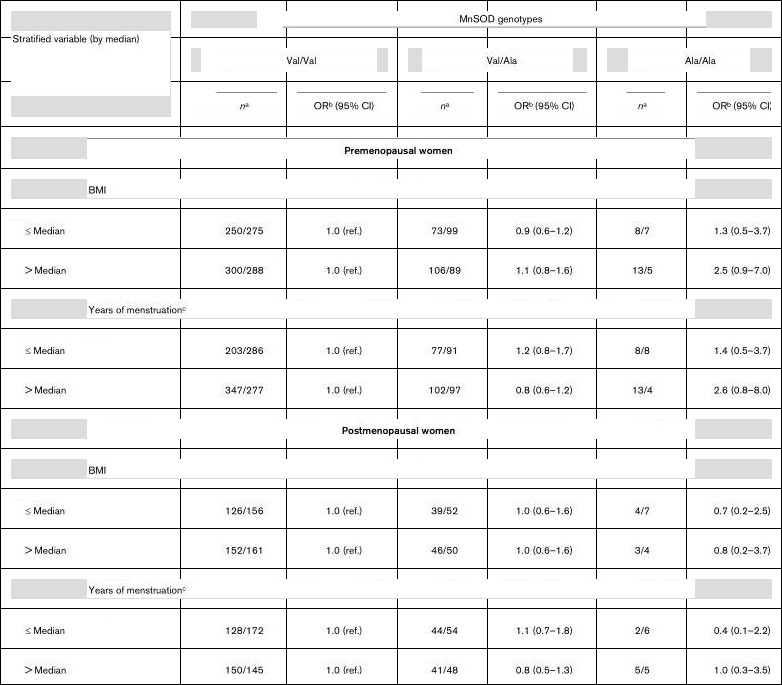 MnSOD genotypes
Stratified variable (by median)
Val/Val Val/Ala Ala/Ala
nᵃ ORᵇ (95% CI) nᵃ ORᵇ (95% CI) nᵃ ORᵇ (95% CI)
Premenopausal women
BMI
≤ Median 250/275 1.0 (ref.) 73/99 0.9 (0.6–1.2) 8/7 1.3 (0.5–3.7)
> Median 300/288 1.0 (ref.) 106/89 1.1 (0.8–1.6) 13/5 2.5 (0.9–7.0)
Years of menstruationᶜ
≤ Median 203/286 1.0 (ref.) 77/91 1.2 (0.8–1.7) 8/8 1.4 (0.5–3.7)
> Median 347/277 1.0 (ref.) 102/97 0.8 (0.6–1.2) 13/4 2.6 (0.8–8.0)
Postmenopausal women
BMI
≤ Median 126/156 1.0 (ref.) 39/52 1.0 (0.6–1.6) 4/7 0.7 (0.2–2.5)
> Median 152/161 1.0 (ref.) 46/50 1.0 (0.6–1.6) 3/4 0.8 (0.2–3.7)
Years of menstruationᶜ
≤ Median 128/172 1.0 (ref.) 44/54 1.1 (0.7–1.8) 2/6 0.4 (0.1–2.2)
> Median 150/145 1.0 (ref.) 41/48 0.8 (0.5–1.3) 5/5 1.0 (0.3–3.5)